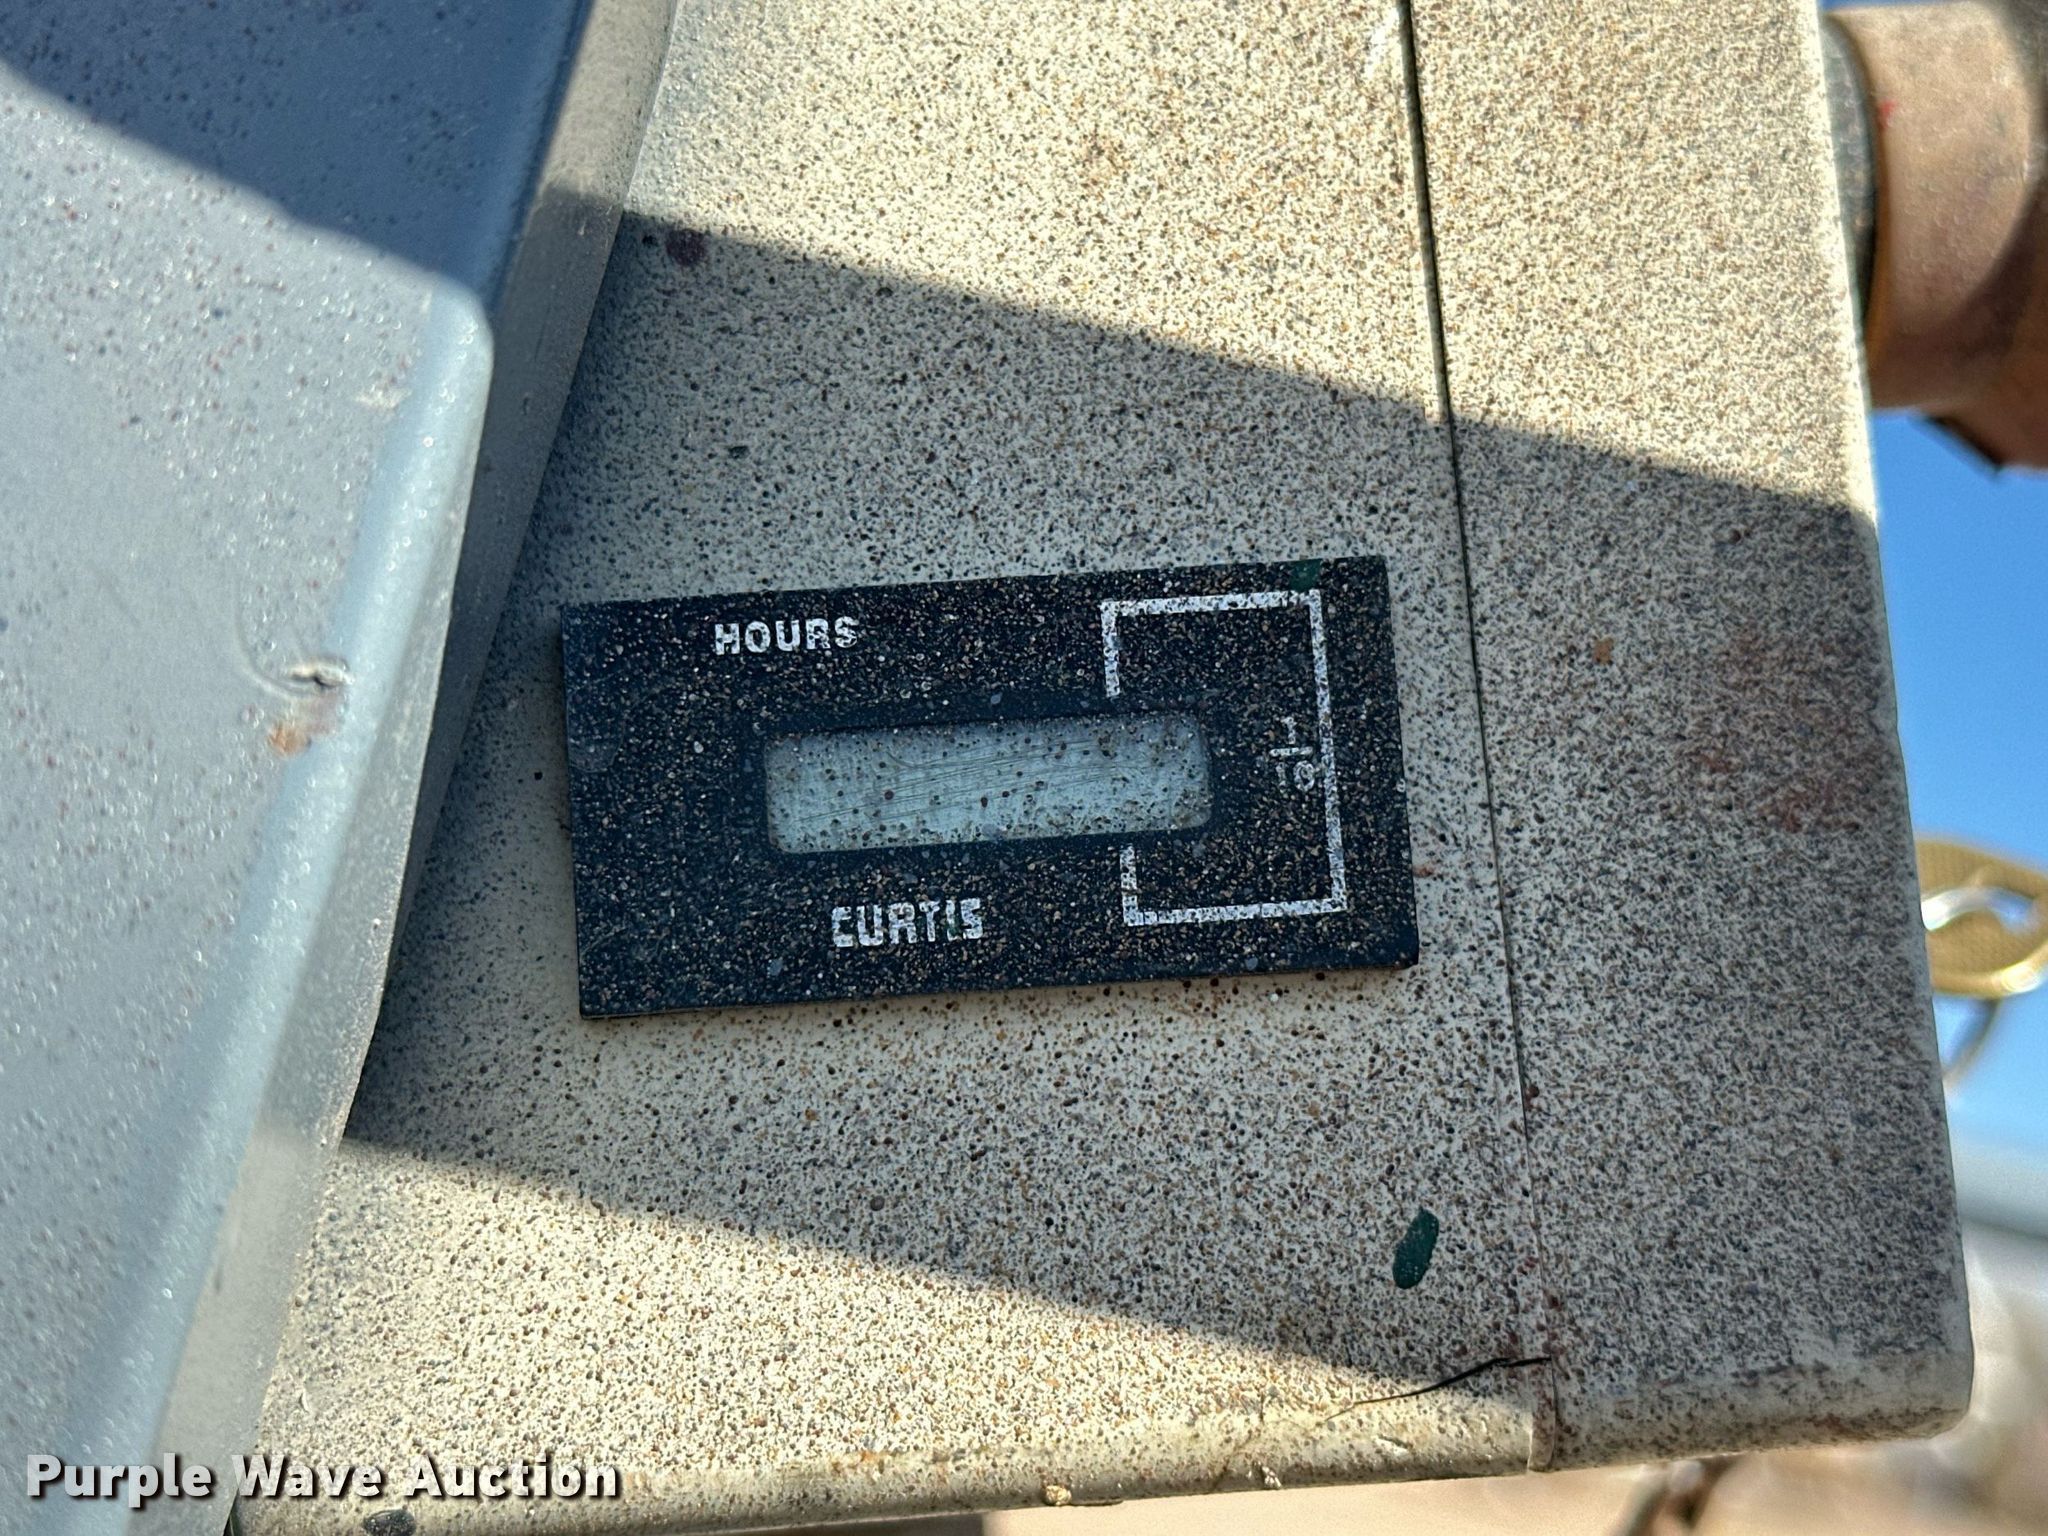 HOURS
1/10
CURTIS
Purple Wave Auction